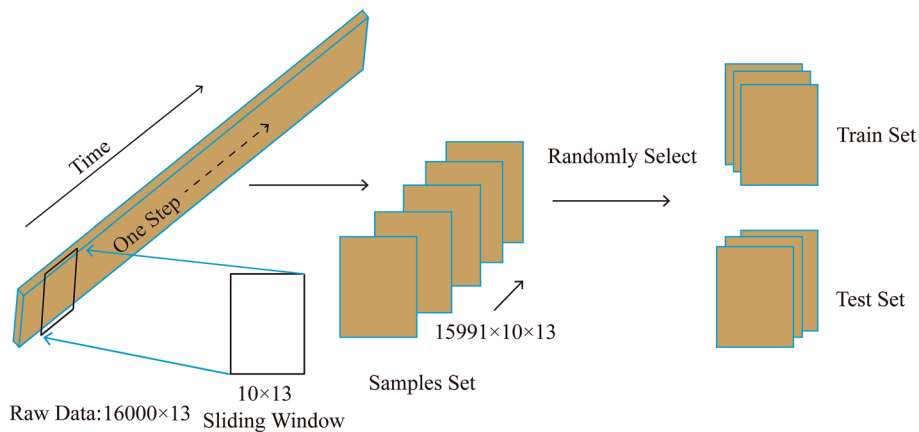 Time
One Step
Raw Data:16000×13
10×13
Sliding Window
15991×10×13
Samples Set
Randomly Select
Train Set
Test Set